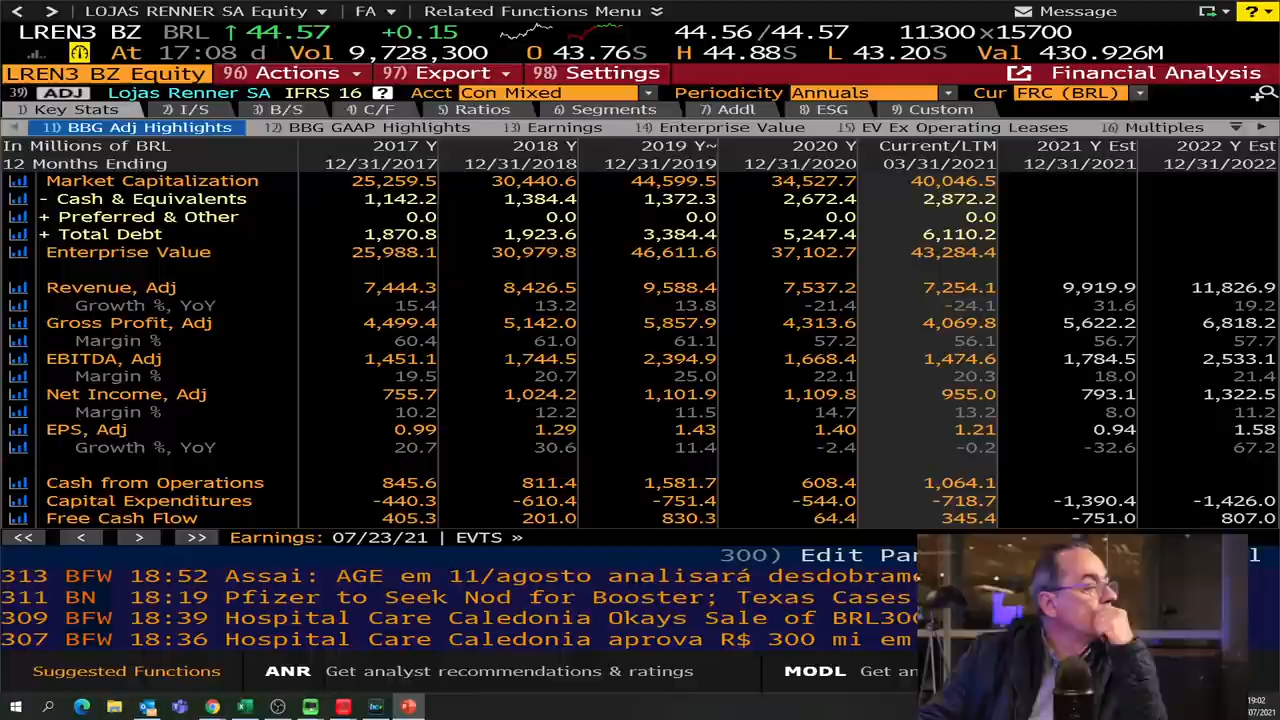 < > LOJAS RENNER SA Equity FA Related Functions Menu Message ?
LREN3 BZ BRL ↑ 44.57 +0.15 44.56/44.57 11300×15700
At 17:08 d Vol 9,728,300 O 43.76S H 44.88S L 43.20S Val 430.926M
LREN3 BZ Equity 96) Actions 97) Export 98) Settings Financial Analysis
39) ADJ Lojas Renner SA IFRS 16 ? Acct Con Mixed Periodicity Annuals Cur FRC (BRL)
1) Key Stats 2) I/S 3) B/S 4) C/F 5) Ratios 6) Segments 7) Addl 8) ESG 9) Custom
11) BBG Adj Highlights 12) BBG GAAP Highlights 13) Earnings 14) Enterprise Value 15) EV Ex Operating Leases 16) Multiples
In Millions of BRL 2017 Y 2018 Y 2019 Y~ 2020 Y Current/LTM 2021 Y Est 2022 Y Est
12 Months Ending 12/31/2017 12/31/2018 12/31/2019 12/31/2020 03/31/2021 12/31/2021 12/31/2022
Market Capitalization 25,259.5 30,440.6 44,599.5 34,527.7 40,046.5
- Cash & Equivalents 1,142.2 1,384.4 1,372.3 2,672.4 2,872.2
+ Preferred & Other 0.0 0.0 0.0 0.0 0.0
+ Total Debt 1,870.8 1,923.6 3,384.4 5,247.4 6,110.2
Enterprise Value 25,988.1 30,979.8 46,611.6 37,102.7 43,284.4
Revenue, Adj 7,444.3 8,426.5 9,588.4 7,537.2 7,254.1 9,919.9 11,826.9
Growth %, YoY 15.4 13.2 13.8 -21.4 -24.1 31.6 19.2
Gross Profit, Adj 4,499.4 5,142.0 5,857.9 4,313.6 4,069.8 5,622.2 6,818.2
Margin % 60.4 61.0 61.1 57.2 56.1 56.7 57.7
EBITDA, Adj 1,451.1 1,744.5 2,394.9 1,668.4 1,474.6 1,784.5 2,533.1
Margin % 19.5 20.7 25.0 22.1 20.3 18.0 21.4
Net Income, Adj 755.7 1,024.2 1,101.9 1,109.8 955.0 793.1 1,322.5
Margin % 10.2 12.2 11.5 14.7 13.2 8.0 11.2
EPS, Adj 0.99 1.29 1.43 1.40 1.21 0.94 1.58
Growth %, YoY 20.7 30.6 11.4 -2.4 -0.2 -32.6 67.2
Cash from Operations 845.6 811.4 1,581.7 608.4 1,064.1
Capital Expenditures -440.3 -610.4 -751.4 -544.0 -718.7 -1,390.4 -1,426.0
Free Cash Flow 405.3 201.0 830.3 64.4 345.4 -751.0 807.0
<< < > >> Earnings: 07/23/21 | EVTS »
300) Edit Pa l
313 BFW 18:52 Assai: AGE em 11/agosto analisará desdobrame
311 BN 18:19 Pfizer to Seek Nod for Booster; Texas Cases
309 BFW 18:39 Hospital Care Caledonia Okays Sale of BRL300
307 BFW 18:36 Hospital Care Caledonia aprova R$ 300 mi em
Suggested Functions ANR Get analyst recommendations & ratings MODL Get an
19:02
07/2021